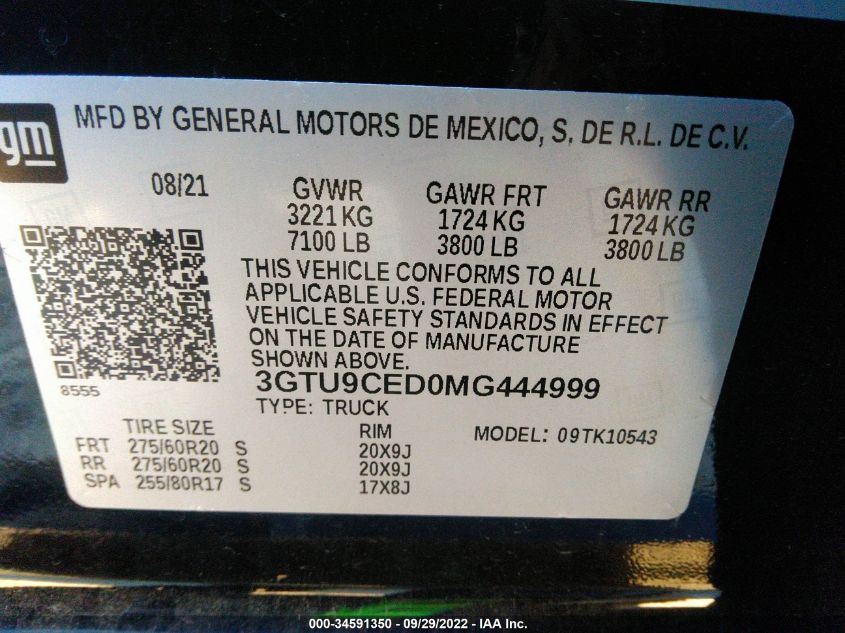 gm
MFD BY GENERAL MOTORS DE MEXICO, S. DE R.L. DE C.V.
08/21 GVWR GAWR FRT GAWR RR
3221 KG 1724 KG 1724 KG
7100 LB 3800 LB 3800 LB
THIS VEHICLE CONFORMS TO ALL
APPLICABLE U.S. FEDERAL MOTOR
VEHICLE SAFETY STANDARDS IN EFFECT
ON THE DATE OF MANUFACTURE
SHOWN ABOVE.
8555
3GTU9CED0MG444999
TYPE: TRUCK
TIRE SIZE RIM MODEL: 09TK10543
FRT 275/60R20 S 20X9J
RR 275/60R20 S 20X9J
SPA 255/80R17 S 17X8J
000-34591350 - 09/29/2022 - IAA Inc.